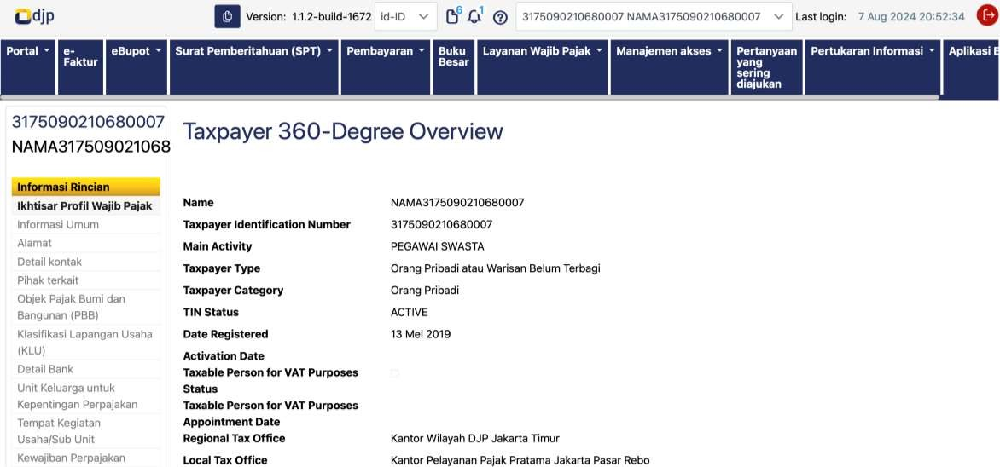 djp
Version: 1.1.2-build-1672
id-ID
6
1
3175090210680007 NAMA3175090210680007
Last login: 7 Aug 2024 20:52:34
Portal
e-
Faktur
eBupot
Surat Pemberitahuan (SPT)
Pembayaran
Buku
Besar
Layanan Wajib Pajak
Manajemen akses
Pertanyaan
yang
sering
diajukan
Pertukaran Informasi
Aplikasi
3175090210680007
NAMA317509021068
Taxpayer 360-Degree Overview
Informasi Rincian
Ikhtisar Profil Wajib Pajak
Informasi Umum
Alamat
Detail kontak
Pihak terkait
Objek Pajak Bumi dan
Bangunan (PBB)
Klasifikasi Lapangan Usaha
(KLU)
Detail Bank
Unit Keluarga untuk
Kepentingan Perpajakan
Tempat Kegiatan
Usaha/Sub Unit
Kewajiban Perpajakan
Name NAMA3175090210680007
Taxpayer Identification Number 3175090210680007
Main Activity PEGAWAI SWASTA
Taxpayer Type Orang Pribadi atau Warisan Belum Terbagi
Taxpayer Category Orang Pribadi
TIN Status ACTIVE
Date Registered 13 Mei 2019
Activation Date
Taxable Person for VAT Purposes
Status
Taxable Person for VAT Purposes
Appointment Date
Regional Tax Office Kantor Wilayah DJP Jakarta Timur
Local Tax Office Kantor Pelayanan Pajak Pratama Jakarta Pasar Rebo